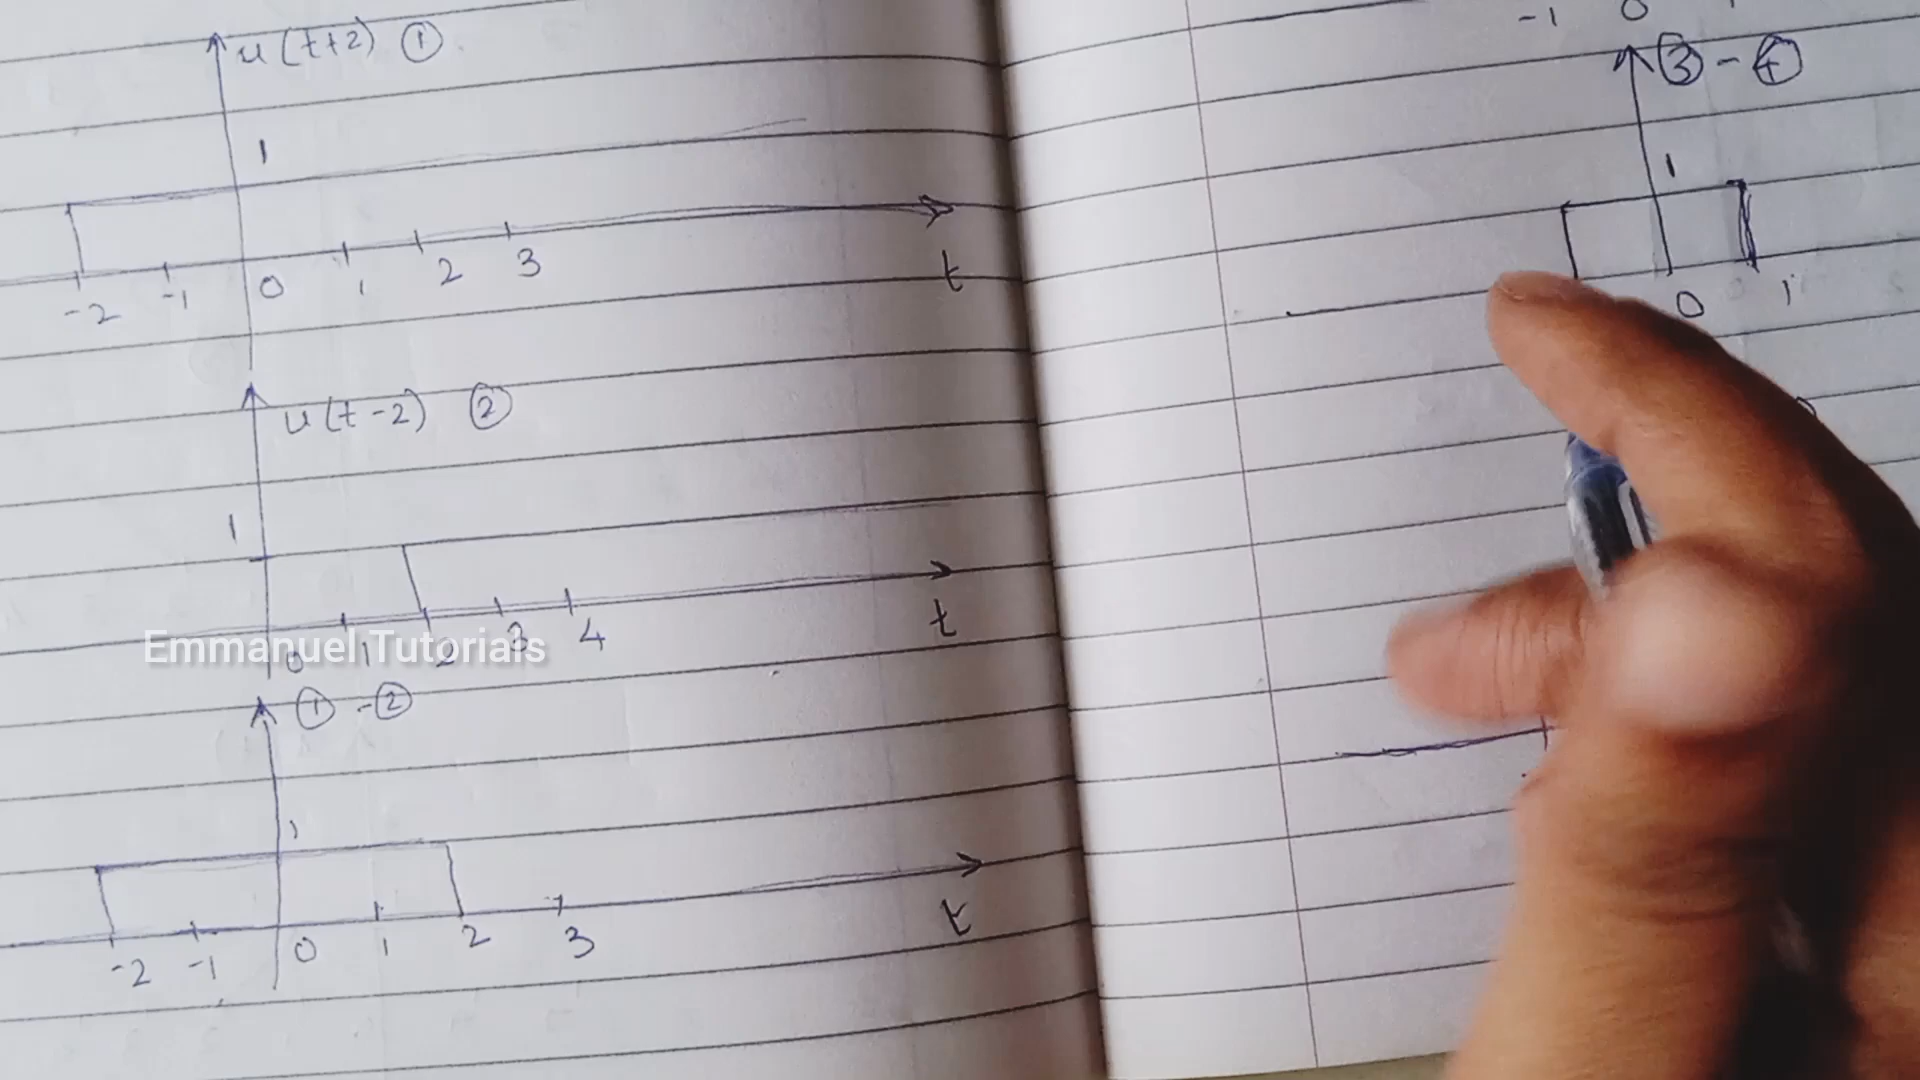 u(t+2) ①
1
-2 -1 0 1 2 3 t
u(t-2) ②
1
0 1 2 3 4 t
Emmanuel Tutorials
① - ②
1
-2 -1 0 1 2 3 t
-1 0
③ - ④
1
0 1